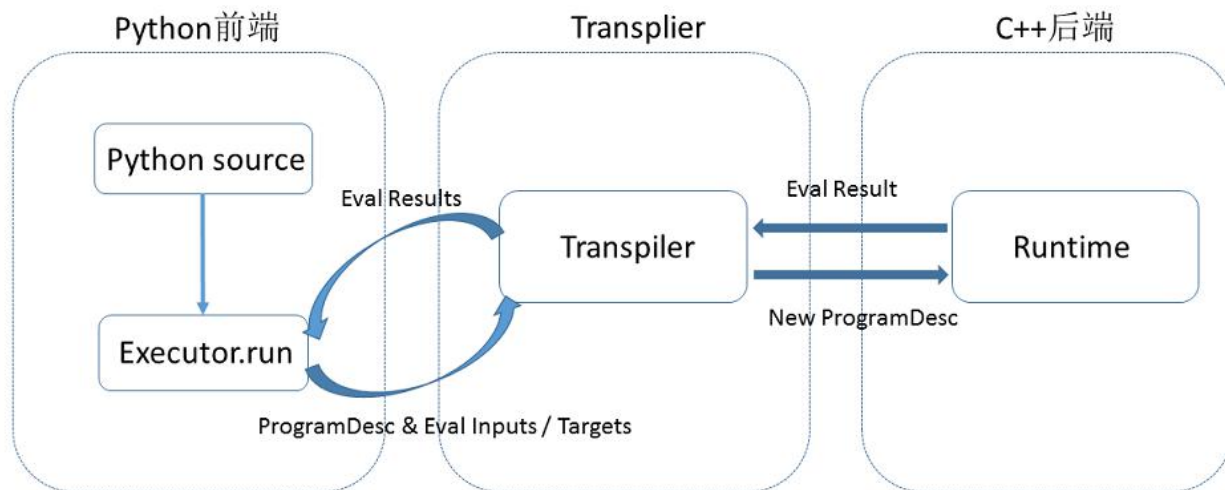 Python前端
Transplier
C++后端
Python source
Eval Results
Eval Result
Transpiler
Runtime
New ProgramDesc
Executor.run
ProgramDesc & Eval Inputs / Targets